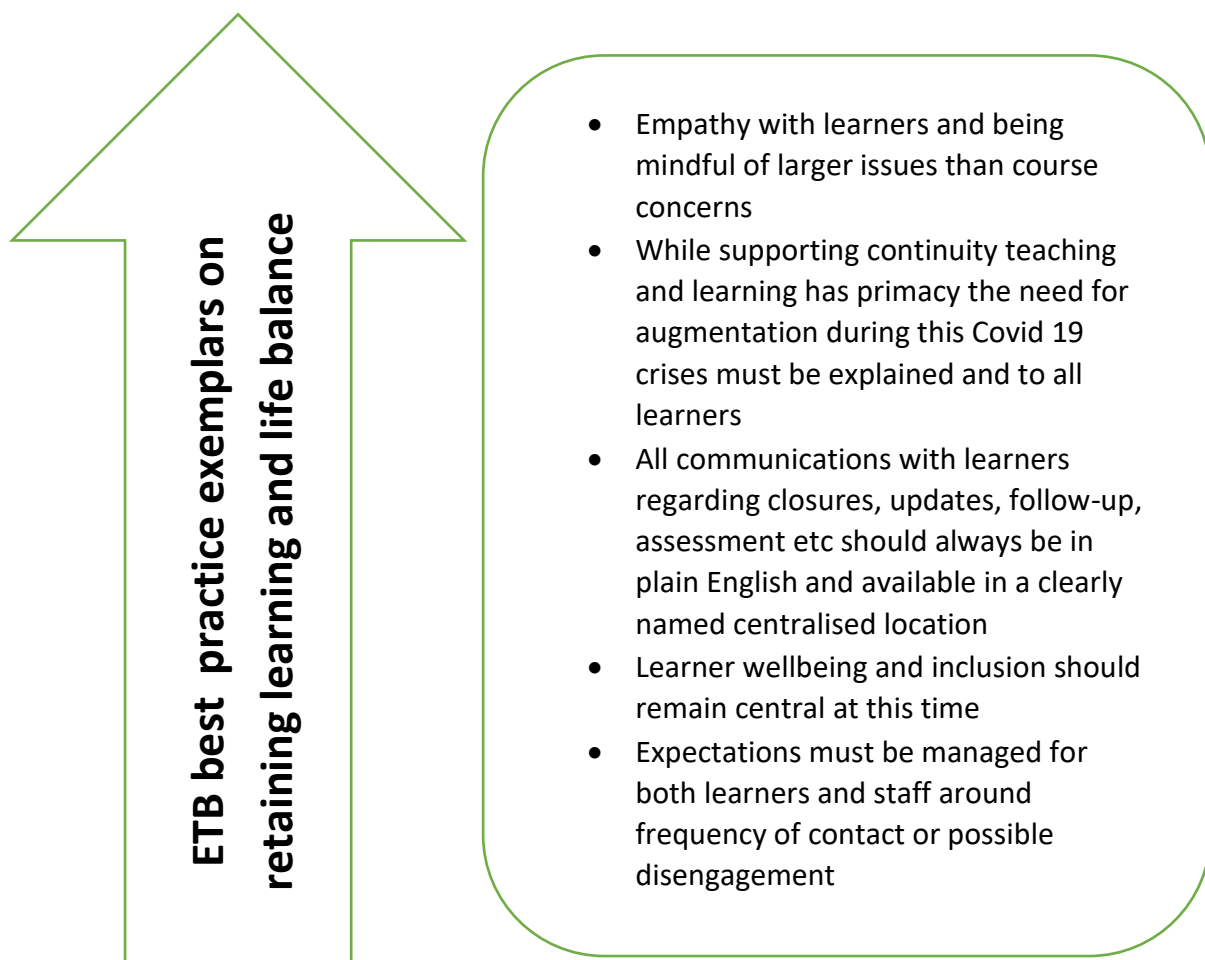 ETB best practice exemplars on
retaining learning and life balance
• Empathy with learners and being
mindful of larger issues than course
concerns
• While supporting continuity teaching
and learning has primacy the need for
augmentation during this Covid 19
crises must be explained and to all
learners
• All communications with learners
regarding closures, updates, follow-up,
assessment etc should always be in
plain English and available in a clearly
named centralised location
• Learner wellbeing and inclusion should
remain central at this time
• Expectations must be managed for
both learners and staff around
frequency of contact or possible
disengagement